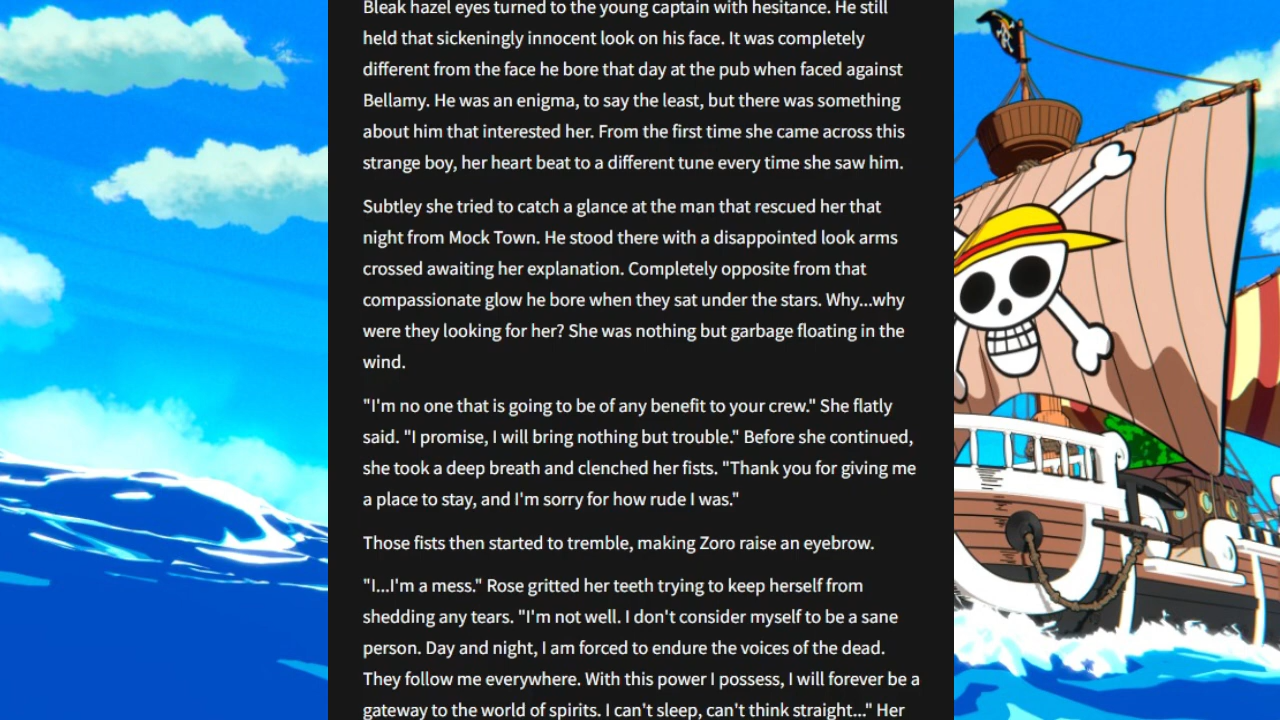 Bleak hazel eyes turned to the young captain with hesitance. He still
held that sickeningly innocent look on his face. It was completely
different from the face he bore that day at the pub when faced against
Bellamy. He was an enigma, to say the least, but there was something
about him that interested her. From the first time she came across this
strange boy, her heart beat to a different tune every time she saw him.
Subtley she tried to catch a glance at the man that rescued her that
night from Mock Town. He stood there with a disappointed look arms
crossed awaiting her explanation. Completely opposite from that
compassionate glow he bore when they sat under the stars. Why...why
were they looking for her? She was nothing but garbage floating in the
wind.
"I'm no one that is going to be of any benefit to your crew." She flatly
said. "I promise, I will bring nothing but trouble." Before she continued,
she took a deep breath and clenched her fists. "Thank you for giving me
a place to stay, and I'm sorry for how rude I was."
Those fists then started to tremble, making Zoro raise an eyebrow.
"I...I'm a mess." Rose gritted her teeth trying to keep herself from
shedding any tears. "I'm not well. I don't consider myself to be a sane
person. Day and night, I am forced to endure the voices of the dead.
They follow me everywhere. With this power I possess, I will forever be a
gateway to the world of spirits. I can't sleep, can't think straight..." Her